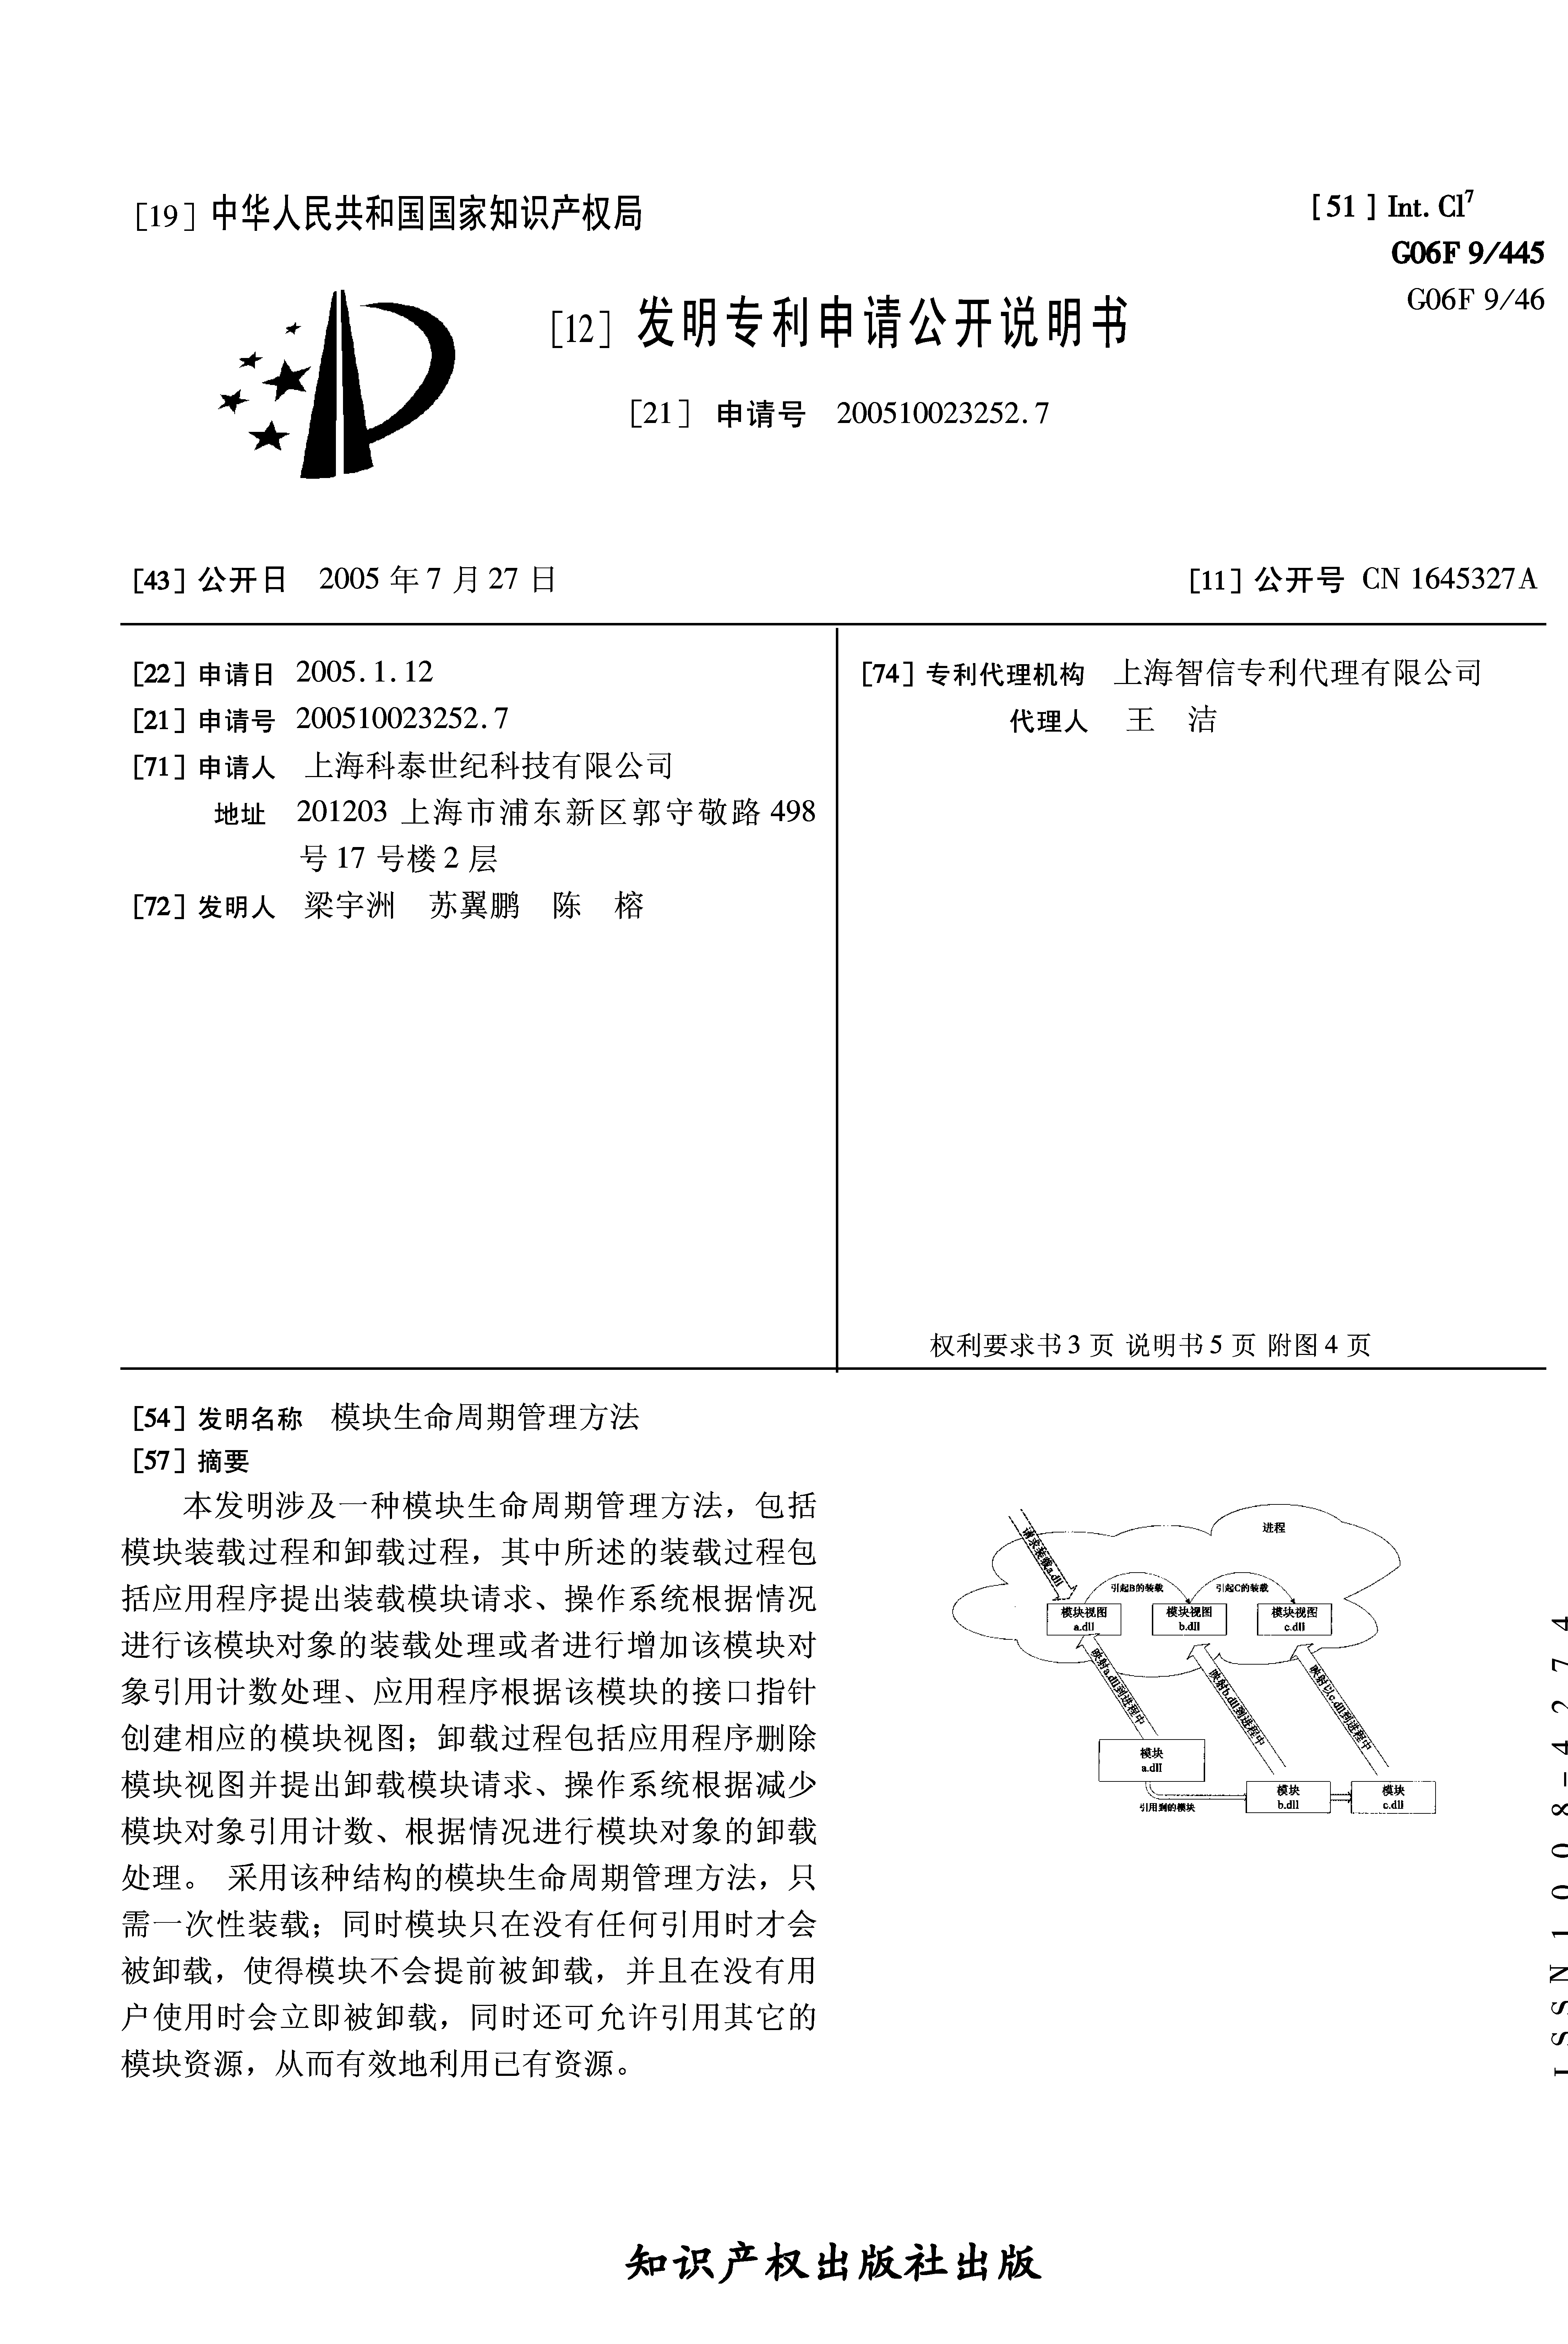 [19] 中华人民共和国国家知识产权局
[51] Int. Cl7
G06F 9/445
G06F 9/46
[12] 发明专利申请公开说明书
[21] 申请号 200510023252.7
[43] 公开日 2005 年 7 月 27 日
[11] 公开号 CN 1645327A
[22] 申请日 2005.1.12
[21] 申请号 200510023252.7
[71] 申请人 上海科泰世纪科技有限公司
地址 201203 上海市浦东新区郭守敬路 498
号 17 号楼 2 层
[72] 发明人 梁宇洲 苏翼鹏 陈 榕
[74] 专利代理机构 上海智信专利代理有限公司
代理人 王 洁
权利要求书 3 页 说明书 5 页 附图 4 页
[54] 发明名称 模块生命周期管理方法
[57] 摘要
本发明涉及一种模块生命周期管理方法，包括
模块装载过程和卸载过程，其中所述的装载过程包
括应用程序提出装载模块请求、操作系统根据情况
进行该模块对象的装载处理或者进行增加该模块对
象引用计数处理、应用程序根据该模块的接口指针
创建相应的模块视图；卸载过程包括应用程序删除
模块视图并提出卸载模块请求、操作系统根据减少
模块对象引用计数、根据情况进行模块对象的卸载
处理。 采用该种结构的模块生命周期管理方法，只
需一次性装载；同时模块只在没有任何引用时才会
被卸载，使得模块不会提前被卸载，并且在没有用
户使用时会立即被卸载，同时还可允许引用其它的
模块资源，从而有效地利用已有资源。
进程
请求装载a.dll
引起B的装载
引起C的装载
模块视图
a.dll
模块视图
b.dll
模块视图
c.dll
映射a.dll到进程中
映射b.dll到进程中
映射以c.dll到进程中
模块
a.dll
模块
b.dll
模块
c.dll
引用到的模块
ISSN 1008-4274
知识产权出版社出版